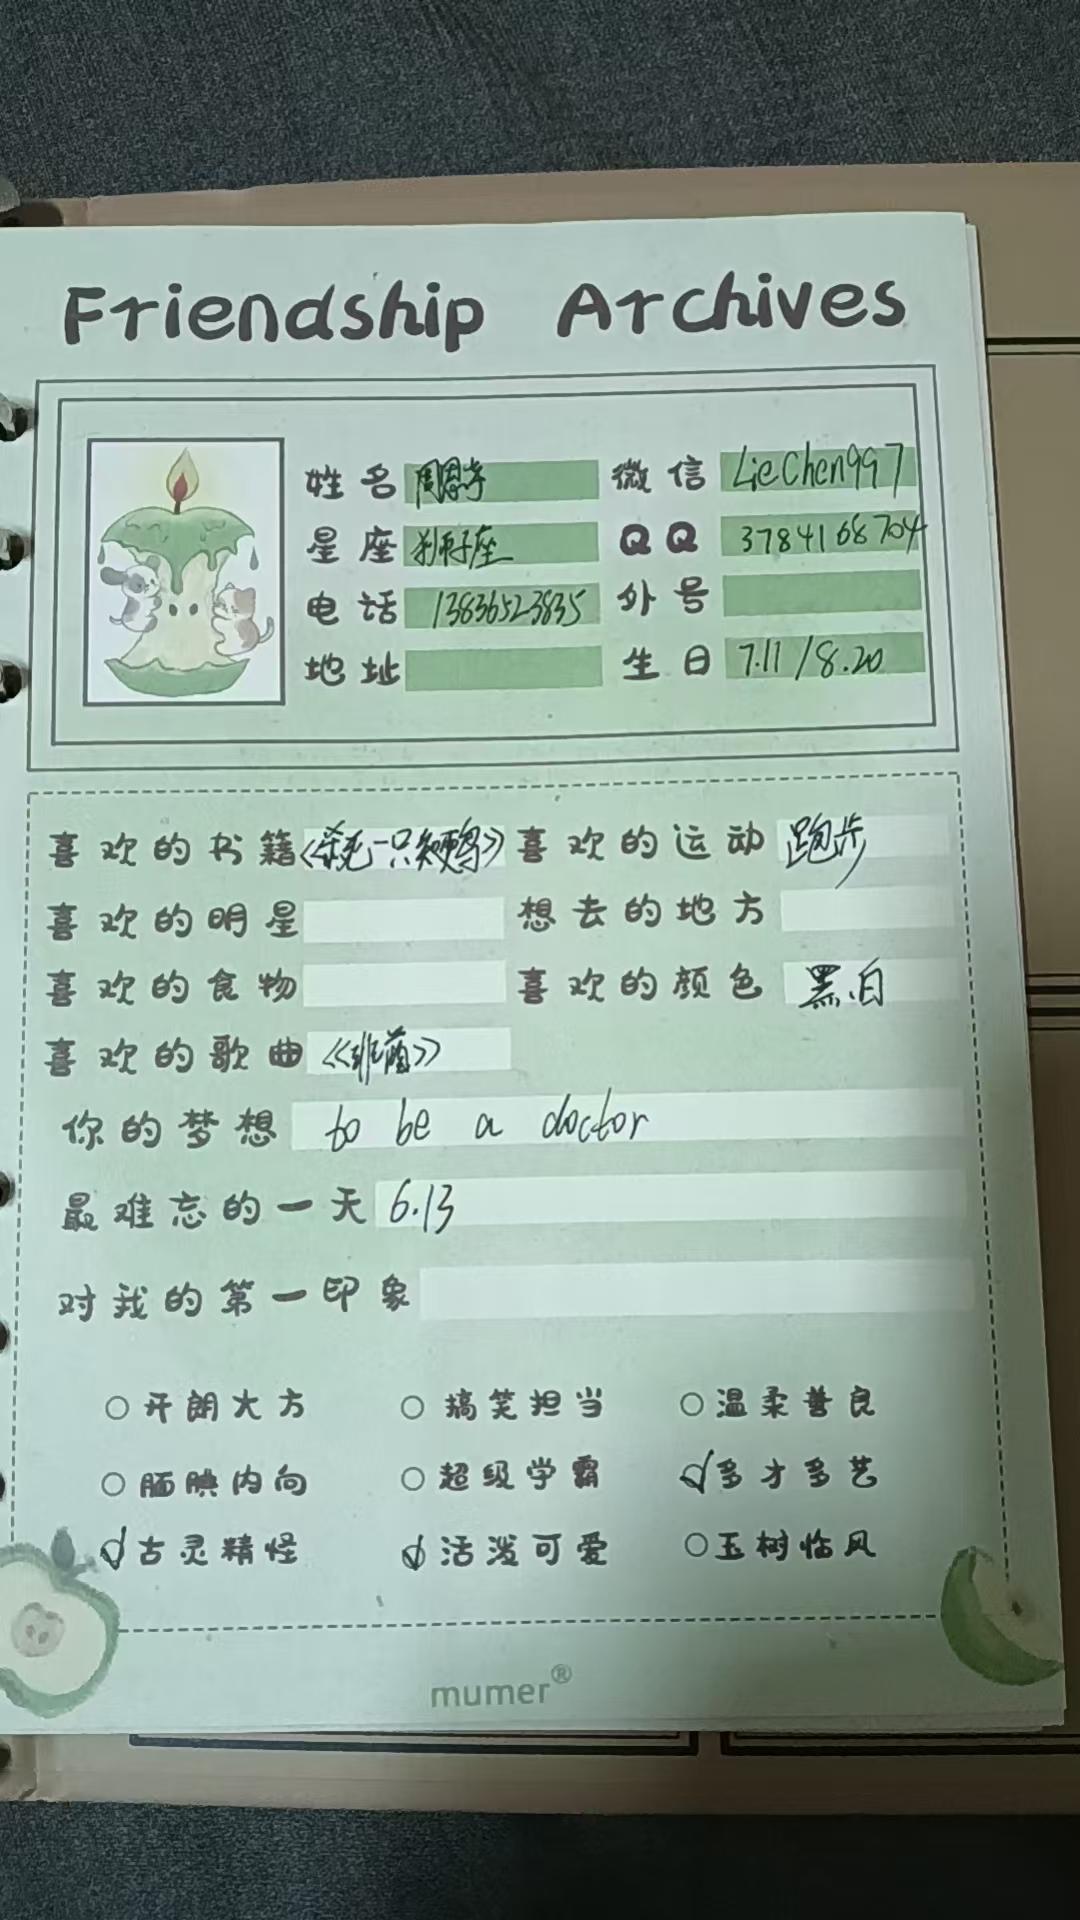 Friendship Archives
姓名 周恩 微信 LieChen997
星座 狮子座 QQ 3784168704
电话 13836523835 外号
地址 生日 7.11/8.20
喜欢的书籍《杀死一只知更鸟》 喜欢的运动 跑步
喜欢的明星 想去的地方
喜欢的食物 喜欢的颜色 黑、白
喜欢的歌曲
你的梦想 to be a doctor
最难忘的一天 6.13
对我的第一印象
开朗大方 搞笑担当 温柔善良
腼腆内向 超级学霸 多才多艺
古灵精怪 活泼可爱 玉树临风
mumer®